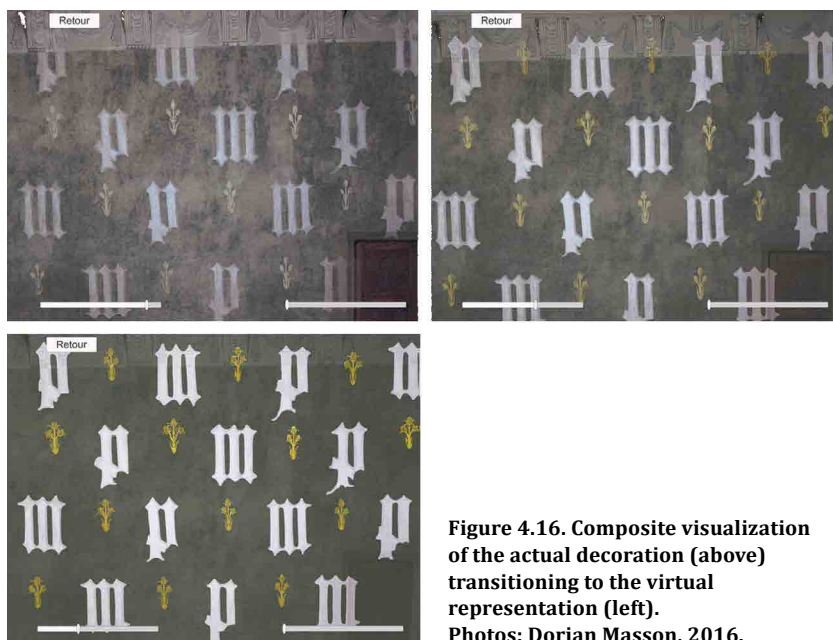 Retour
p m p m
p m p
m p m p
m p m
Retour
p m p m
p m p
m p m p
m p m
Retour
p m p m
p m p
m p m p
m p m
Figure 4.16. Composite visualization
of the actual decoration (above)
transitioning to the virtual
representation (left).
Photos: Dorian Masson, 2016.